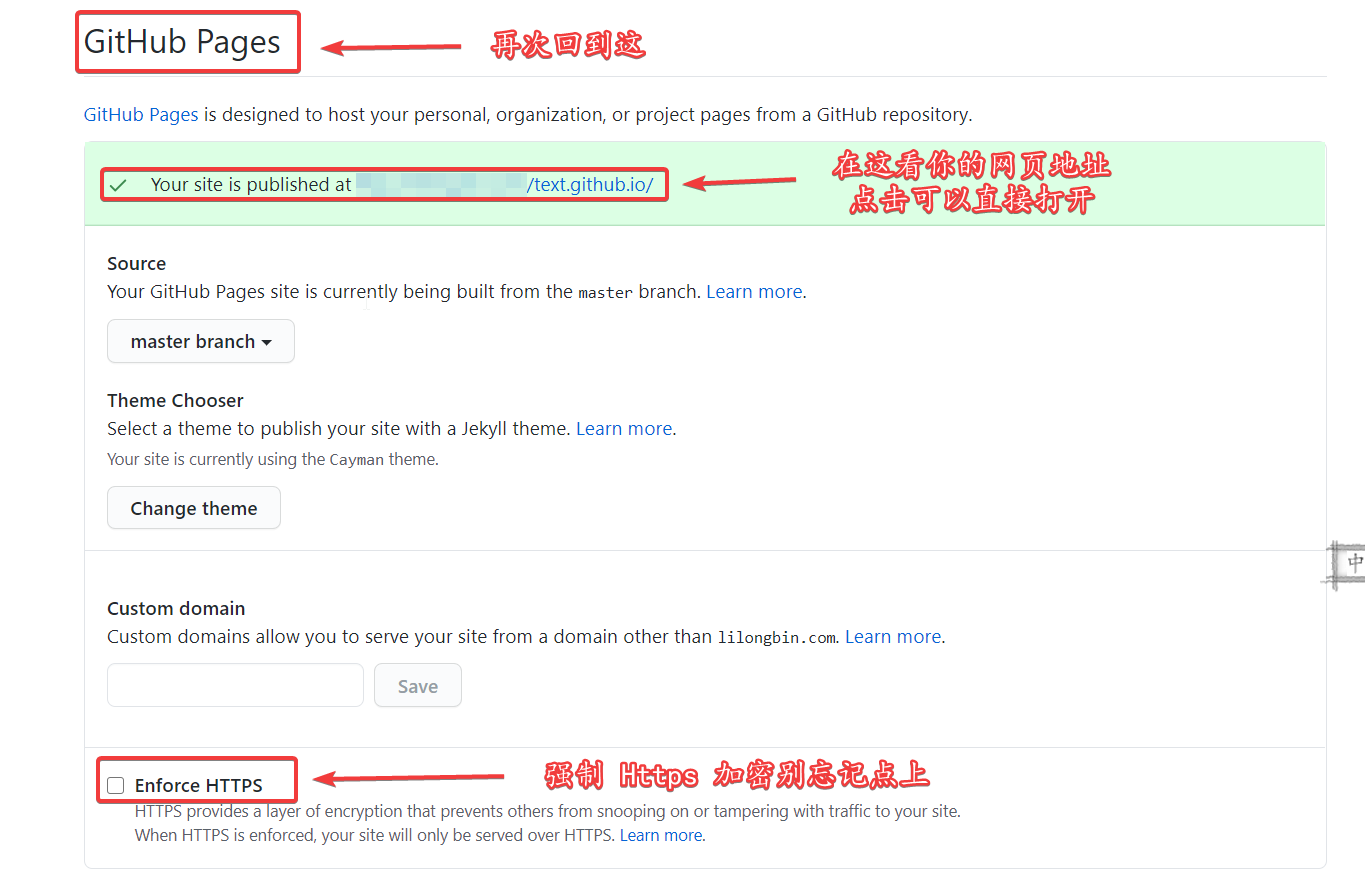 GitHub Pages
再次回到这
GitHub Pages is designed to host your personal, organization, or project pages from a GitHub repository.
Your site is published at /text.github.io/
在这看你的网页地址
点击可以直接打开
Source
Your GitHub Pages site is currently being built from the master branch. Learn more.
master branch
Theme Chooser
Select a theme to publish your site with a Jekyll theme. Learn more.
Your site is currently using the Cayman theme.
Change theme
中
Custom domain
Custom domains allow you to serve your site from a domain other than lilongbin.com. Learn more.
Save
Enforce HTTPS
强制 Https 加密别忘记点上
HTTPS provides a layer of encryption that prevents others from snooping on or tampering with traffic to your site.
When HTTPS is enforced, your site will only be served over HTTPS. Learn more.